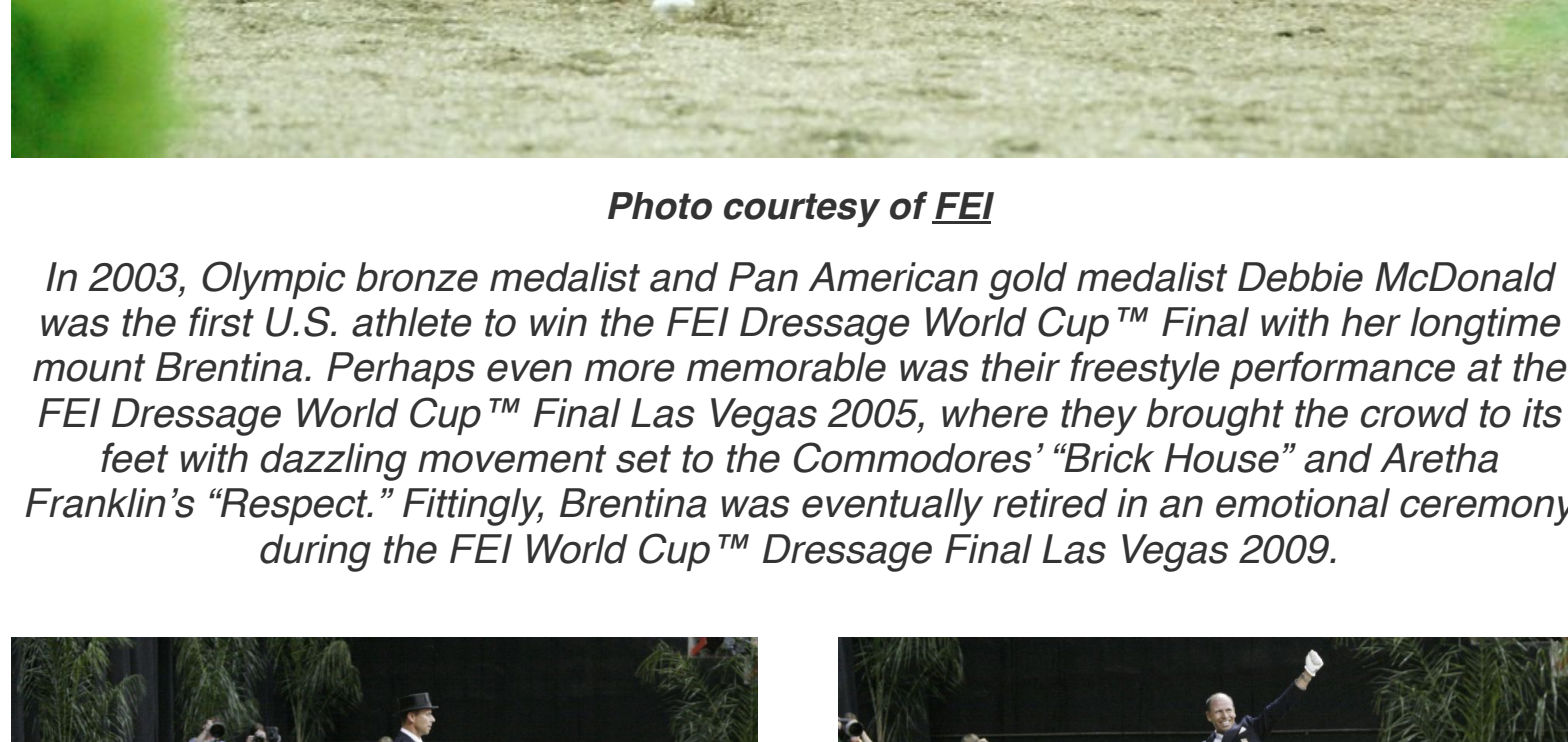 Photo courtesy of FEI
In 2003, Olympic bronze medalist and Pan American gold medalist Debbie McDonald
was the first U.S. athlete to win the FEI Dressage World Cup™ Final with her longtime
mount Brentina. Perhaps even more memorable was their freestyle performance at the
FEI Dressage World Cup™ Final Las Vegas 2005, where they brought the crowd to its
feet with dazzling movement set to the Commodores’ “Brick House” and Aretha
Franklin’s “Respect.” Fittingly, Brentina was eventually retired in an emotional ceremony
during the FEI World Cup™ Dressage Final Las Vegas 2009.